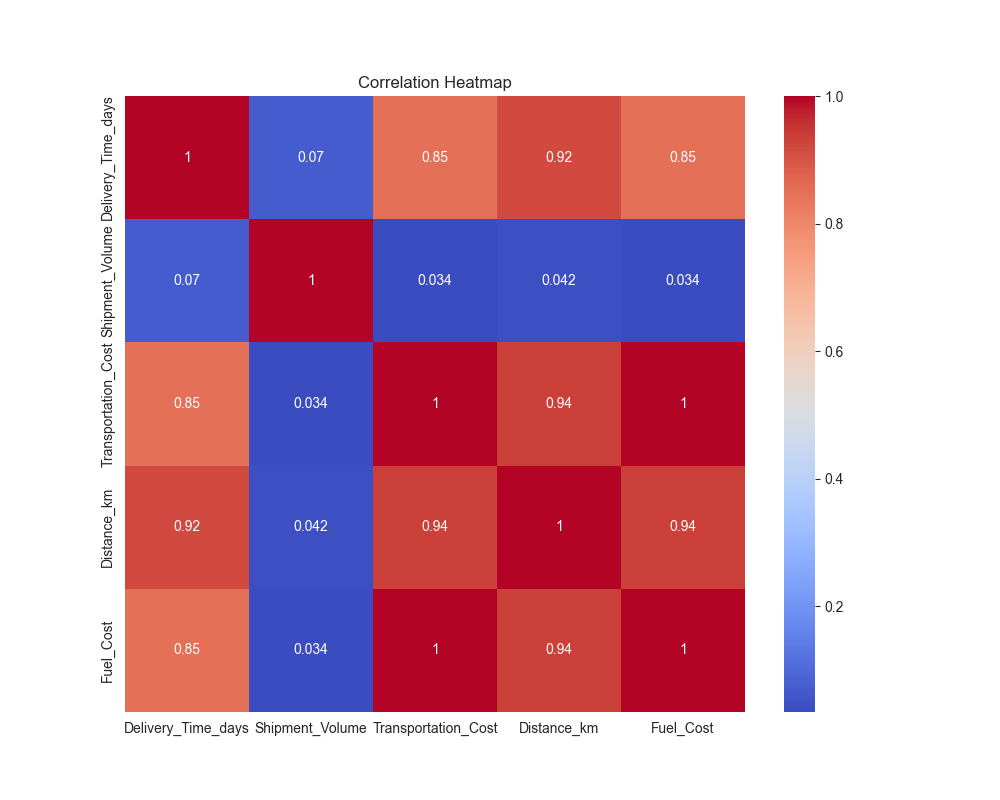 Correlation Heatmap
Delivery_Time_days 1 0.07 0.85 0.92 0.85
Shipment_Volume 0.07 1 0.034 0.042 0.034
Transportation_Cost 0.85 0.034 1 0.94 1
Distance_km 0.92 0.042 0.94 1 0.94
Fuel_Cost 0.85 0.034 1 0.94 1
Delivery_Time_days Shipment_Volume Transportation_Cost Distance_km Fuel_Cost
1.0
0.8
0.6
0.4
0.2